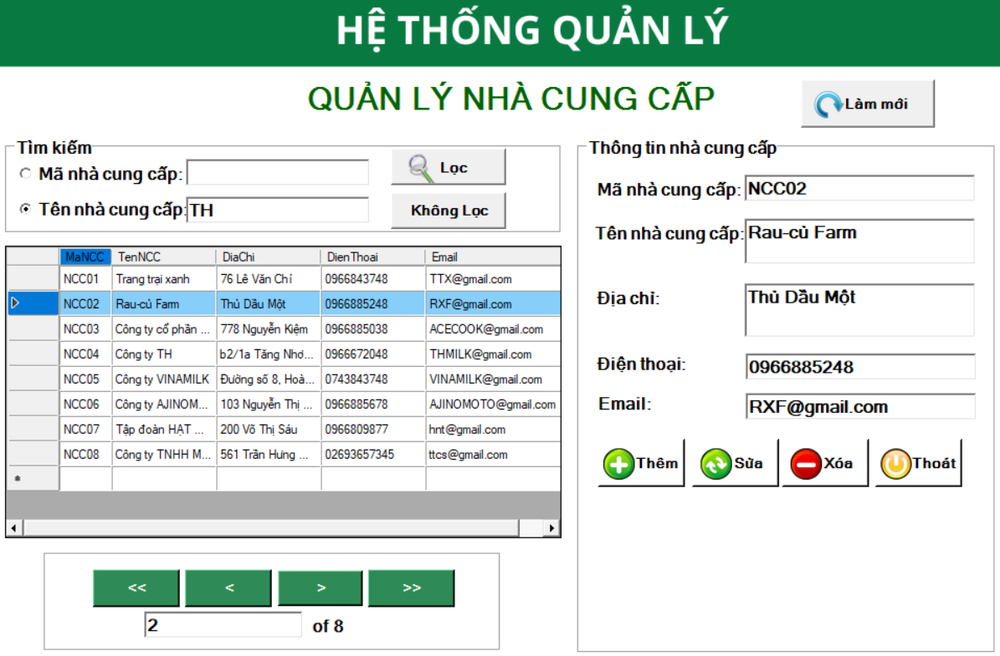 HỆ THỐNG QUẢN LÝ
QUẢN LÝ NHÀ CUNG CẤP
Làm mới
Tìm kiếm
Mã nhà cung cấp:
Lọc
Tên nhà cung cấp: TH
Không Lọc
MaNCC TenNCC DiaChi DienThoai Email
NCC01 Trang trại xanh 76 Lê Văn Chí 0966843748 TTX@gmail.com
NCC02 Rau-củ Farm Thủ Dầu Một 0966885248 RXF@gmail.com
NCC03 Công ty cổ phần ... 778 Nguyễn Kiệm 0966885038 ACECOOK@gmail.com
NCC04 Công ty TH b2/1a Tăng Nhơ... 0966672048 THMILK@gmail.com
NCC05 Công ty VINAMILK Đường số 8, Hoà... 0743843748 VINAMILK@gmail.com
NCC06 Công ty AJINOM... 103 Nguyễn Thị ... 0966885678 AJINOMOTO@gmail.com
NCC07 Tập đoàn HẠT ... 200 Võ Thị Sáu 0966809877 hnt@gmail.com
NCC08 Công ty TNHH M... 561 Trần Hưng ... 02693657345 ttcs@gmail.com
*
<< < > >>
2 of 8
Thông tin nhà cung cấp
Mã nhà cung cấp: NCC02
Tên nhà cung cấp: Rau-củ Farm
Địa chỉ: Thủ Dầu Một
Điện thoại: 0966885248
Email: RXF@gmail.com
Thêm Sửa Xóa Thoát